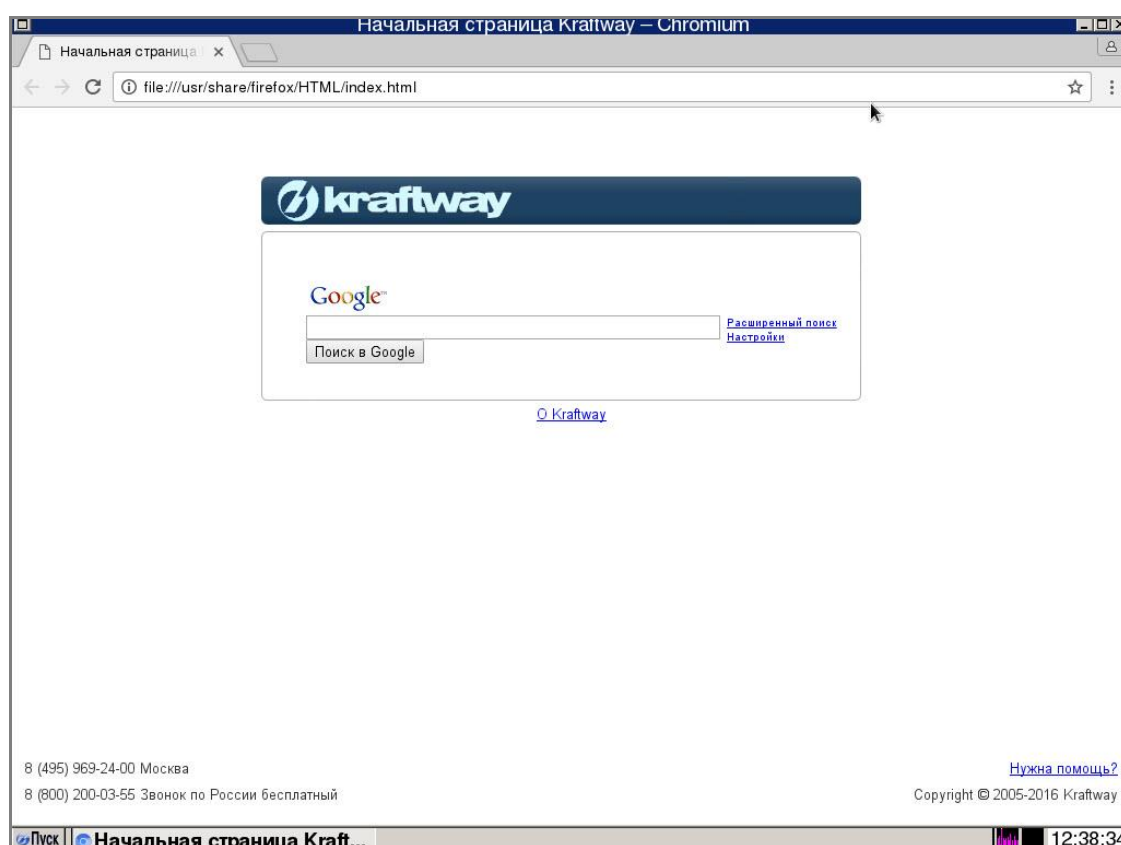 Начальная страница Kraftway – Chromium
Начальная страница
file:///usr/share/firefox/HTML/index.html
kraftway
Google™
Расширенный поиск
Настройки
Поиск в Google
О Kraftway
8 (495) 969-24-00 Москва
Нужна помощь?
8 (800) 200-03-55 Звонок по России бесплатный
Copyright © 2005-2016 Kraftway
Пуск
Начальная страница Kraft...
12:38:34